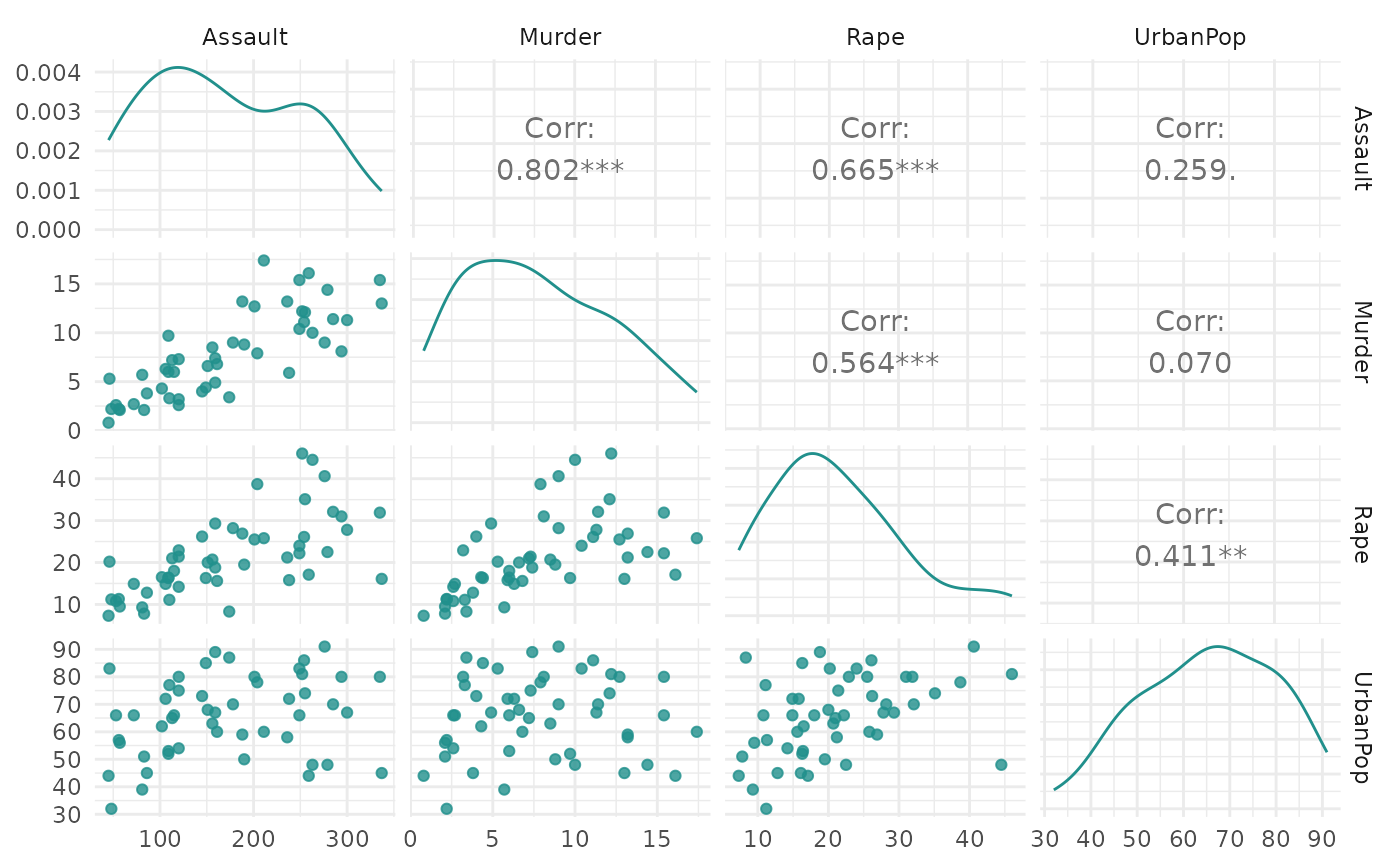 Assault Murder Rape UrbanPop
0.004
0.003
0.002
0.001
0.000
Corr:
0.802***
Corr:
0.665***
Corr:
0.259.
Assault
15
10
5
0
Corr:
0.564***
Corr:
0.070
Murder
40
30
20
10
Corr:
0.411**
Rape
90
80
70
60
50
40
30
UrbanPop
100 200 300 0 5 10 15 10 20 30 40 30 40 50 60 70 80 90